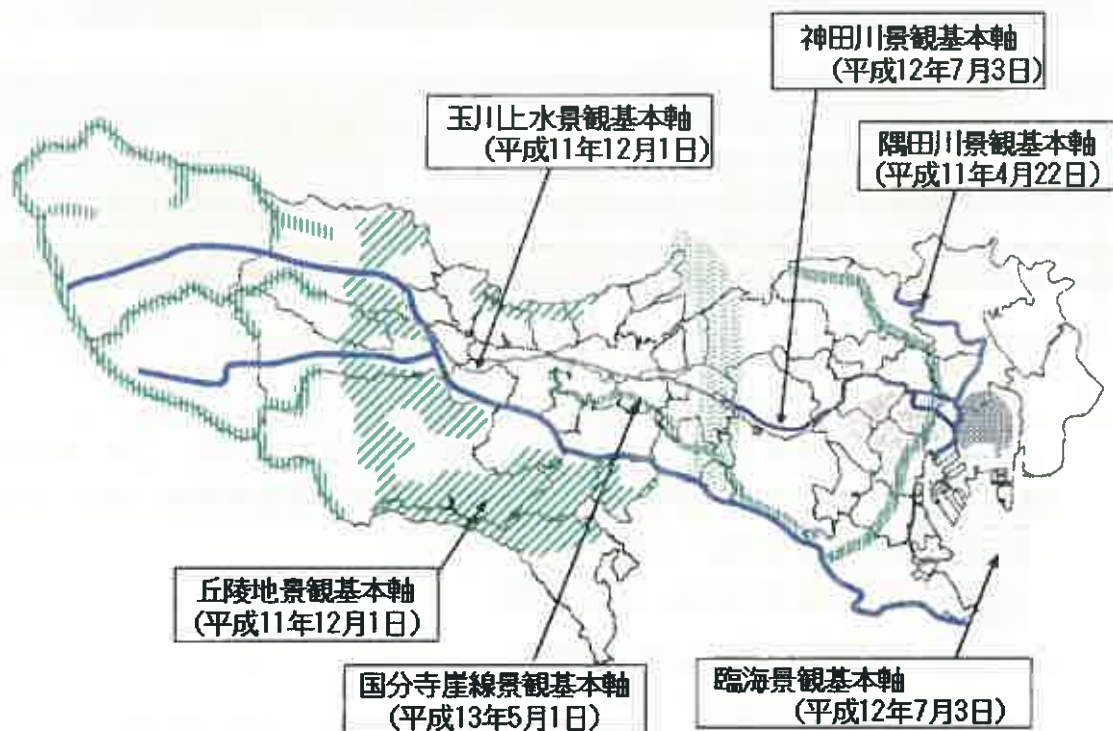 神田川景観基本軸
(平成12年7月3日)
玉川上水景観基本軸
(平成11年12月1日)
隅田川景観基本軸
(平成11年4月22日)
丘陵地景観基本軸
(平成11年12月1日)
国分寺崖線景観基本軸
(平成13年5月1日)
臨海景観基本軸
(平成12年7月3日)